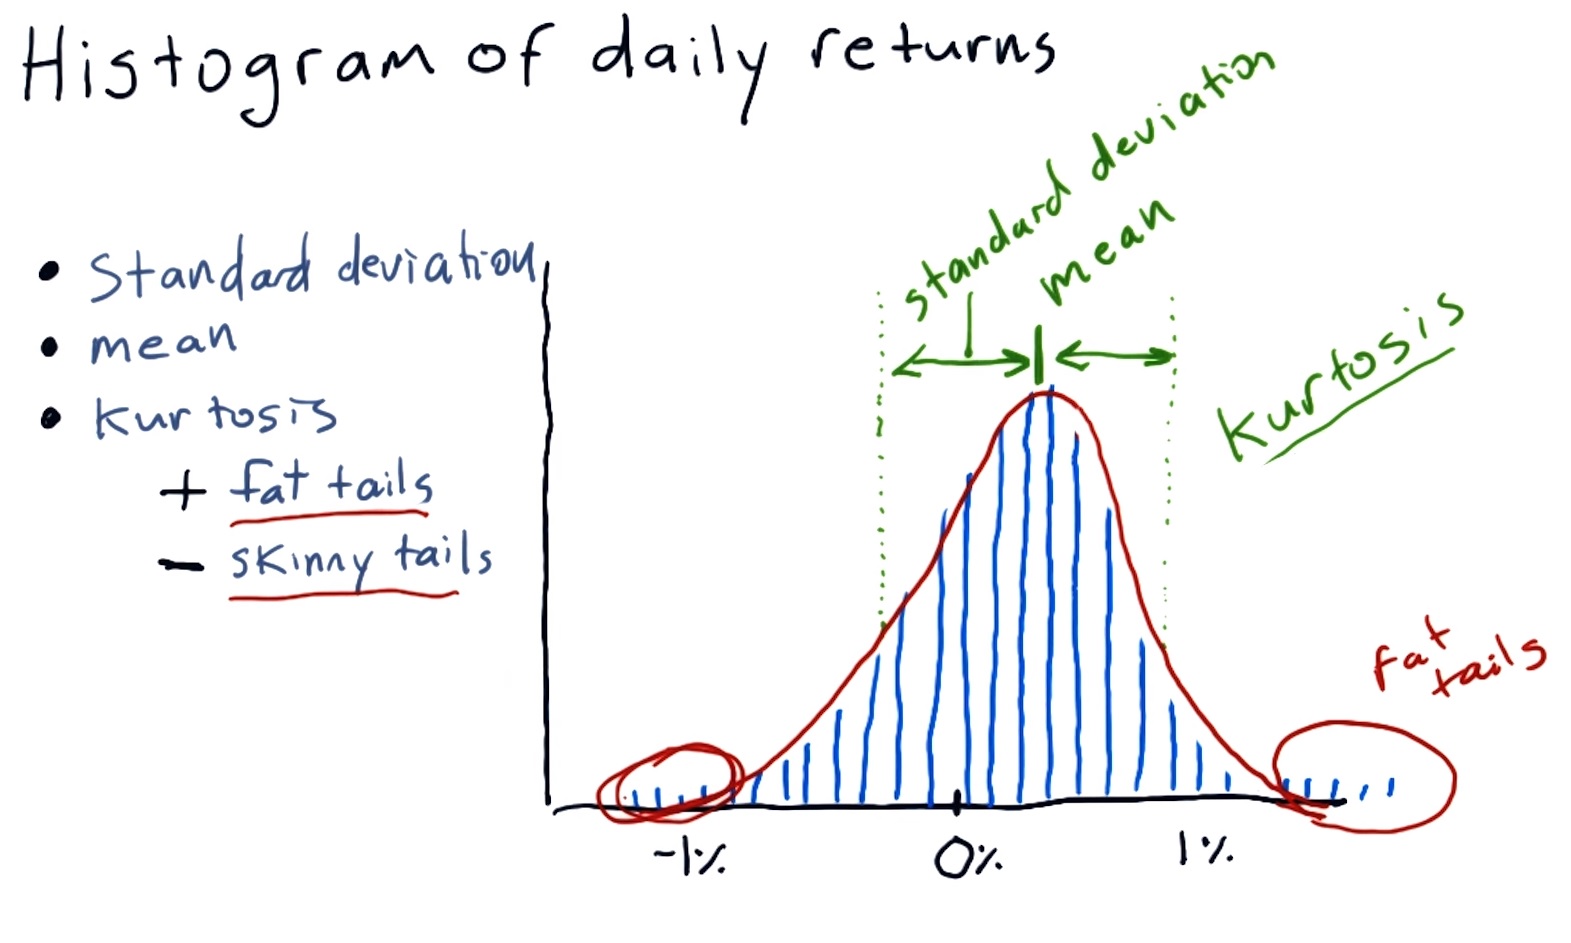 Histogram of daily returns
• Standard deviation
• mean
• Kurtosis
+ fat tails
− skinny tails
standard deviation
mean
Kurtosis
fat
tails
-1% 0% 1%